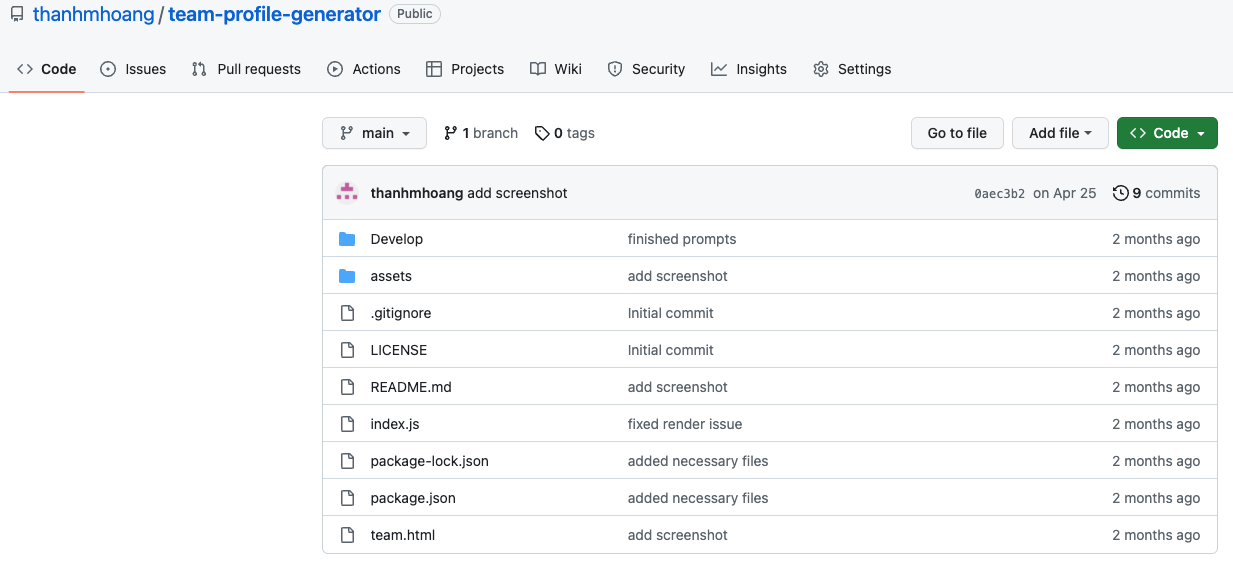 thanhmhoang / team-profile-generator Public
Code Issues Pull requests Actions Projects Wiki Security Insights Settings
main 1 branch 0 tags Go to file Add file Code
thanhmhoang add screenshot 0aec3b2 on Apr 25 9 commits
Develop finished prompts 2 months ago
assets add screenshot 2 months ago
.gitignore Initial commit 2 months ago
LICENSE Initial commit 2 months ago
README.md add screenshot 2 months ago
index.js fixed render issue 2 months ago
package-lock.json added necessary files 2 months ago
package.json added necessary files 2 months ago
team.html add screenshot 2 months ago